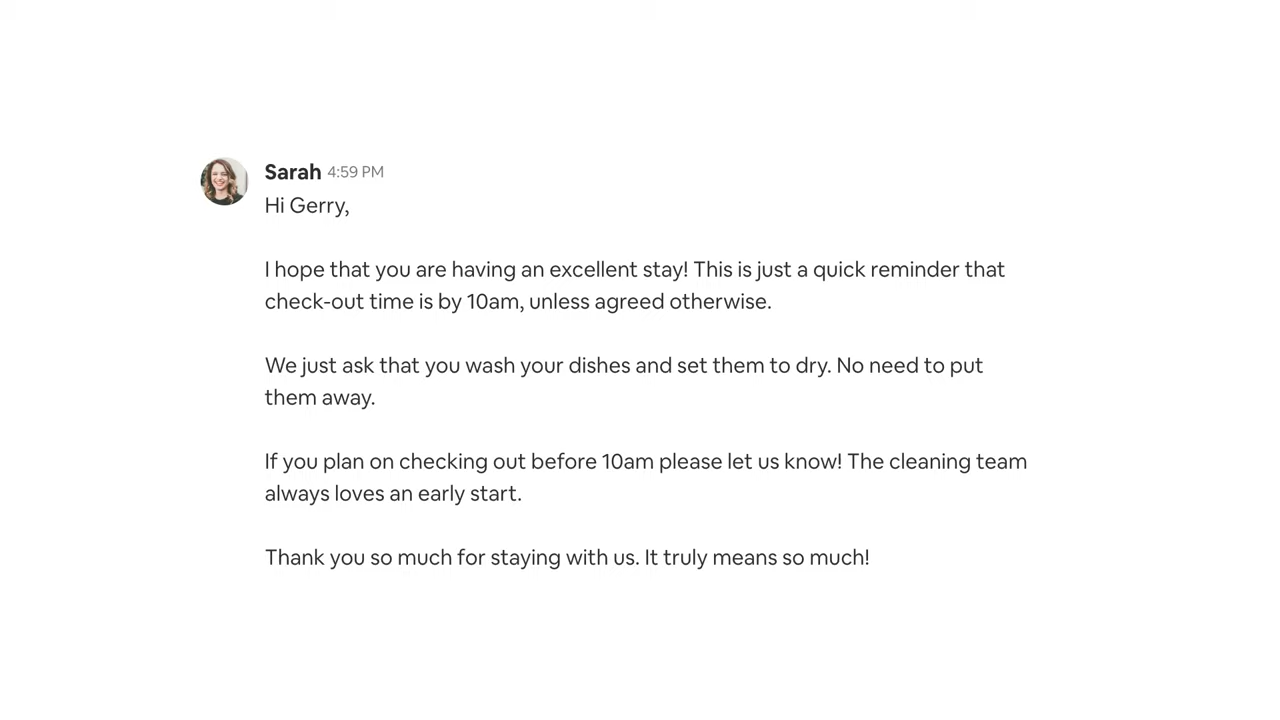 Sarah 4:59 PM
Hi Gerry,
I hope that you are having an excellent stay! This is just a quick reminder that
check-out time is by 10am, unless agreed otherwise.
We just ask that you wash your dishes and set them to dry. No need to put
them away.
If you plan on checking out before 10am please let us know! The cleaning team
always loves an early start.
Thank you so much for staying with us. It truly means so much!